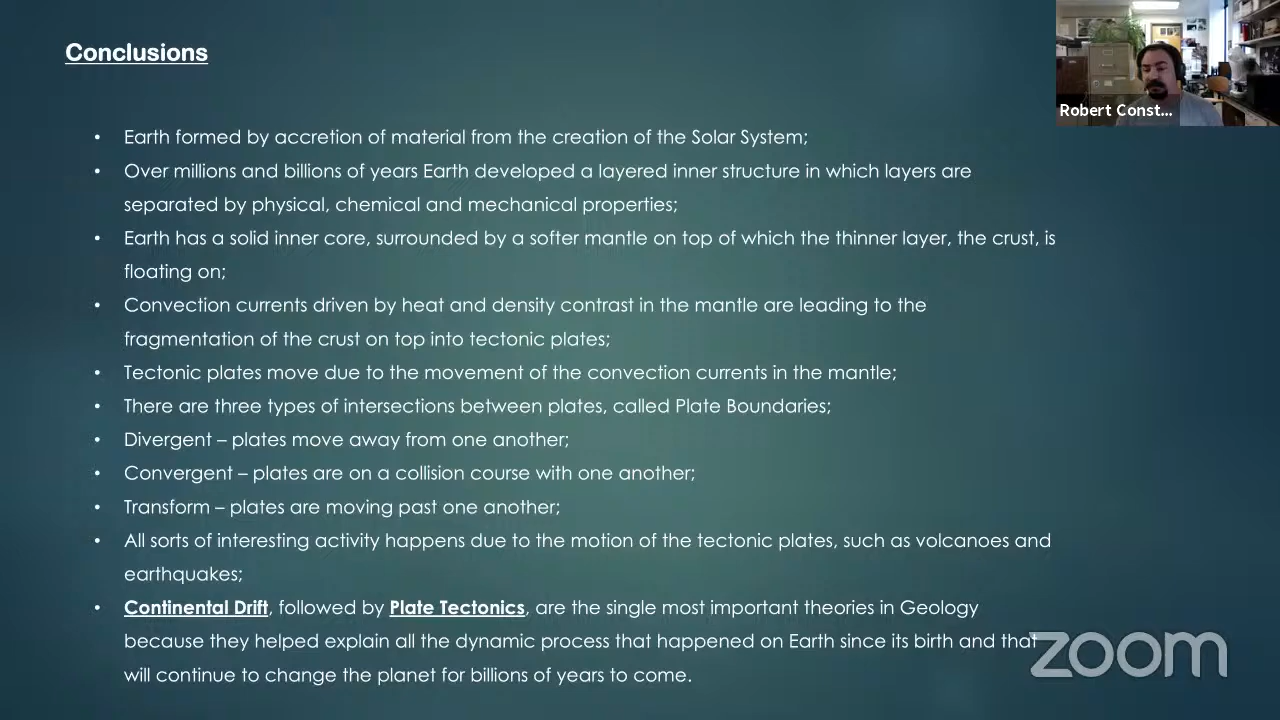 Conclusions
Robert Const...
• Earth formed by accretion of material from the creation of the Solar System;
• Over millions and billions of years Earth developed a layered inner structure in which layers are
separated by physical, chemical and mechanical properties;
• Earth has a solid inner core, surrounded by a softer mantle on top of which the thinner layer, the crust, is
floating on;
• Convection currents driven by heat and density contrast in the mantle are leading to the
fragmentation of the crust on top into tectonic plates;
• Tectonic plates move due to the movement of the convection currents in the mantle;
• There are three types of intersections between plates, called Plate Boundaries;
• Divergent – plates move away from one another;
• Convergent – plates are on a collision course with one another;
• Transform – plates are moving past one another;
• All sorts of interesting activity happens due to the motion of the tectonic plates, such as volcanoes and
earthquakes;
• Continental Drift, followed by Plate Tectonics, are the single most important theories in Geology
because they helped explain all the dynamic process that happened on Earth since its birth and that
will continue to change the planet for billions of years to come.
zoom